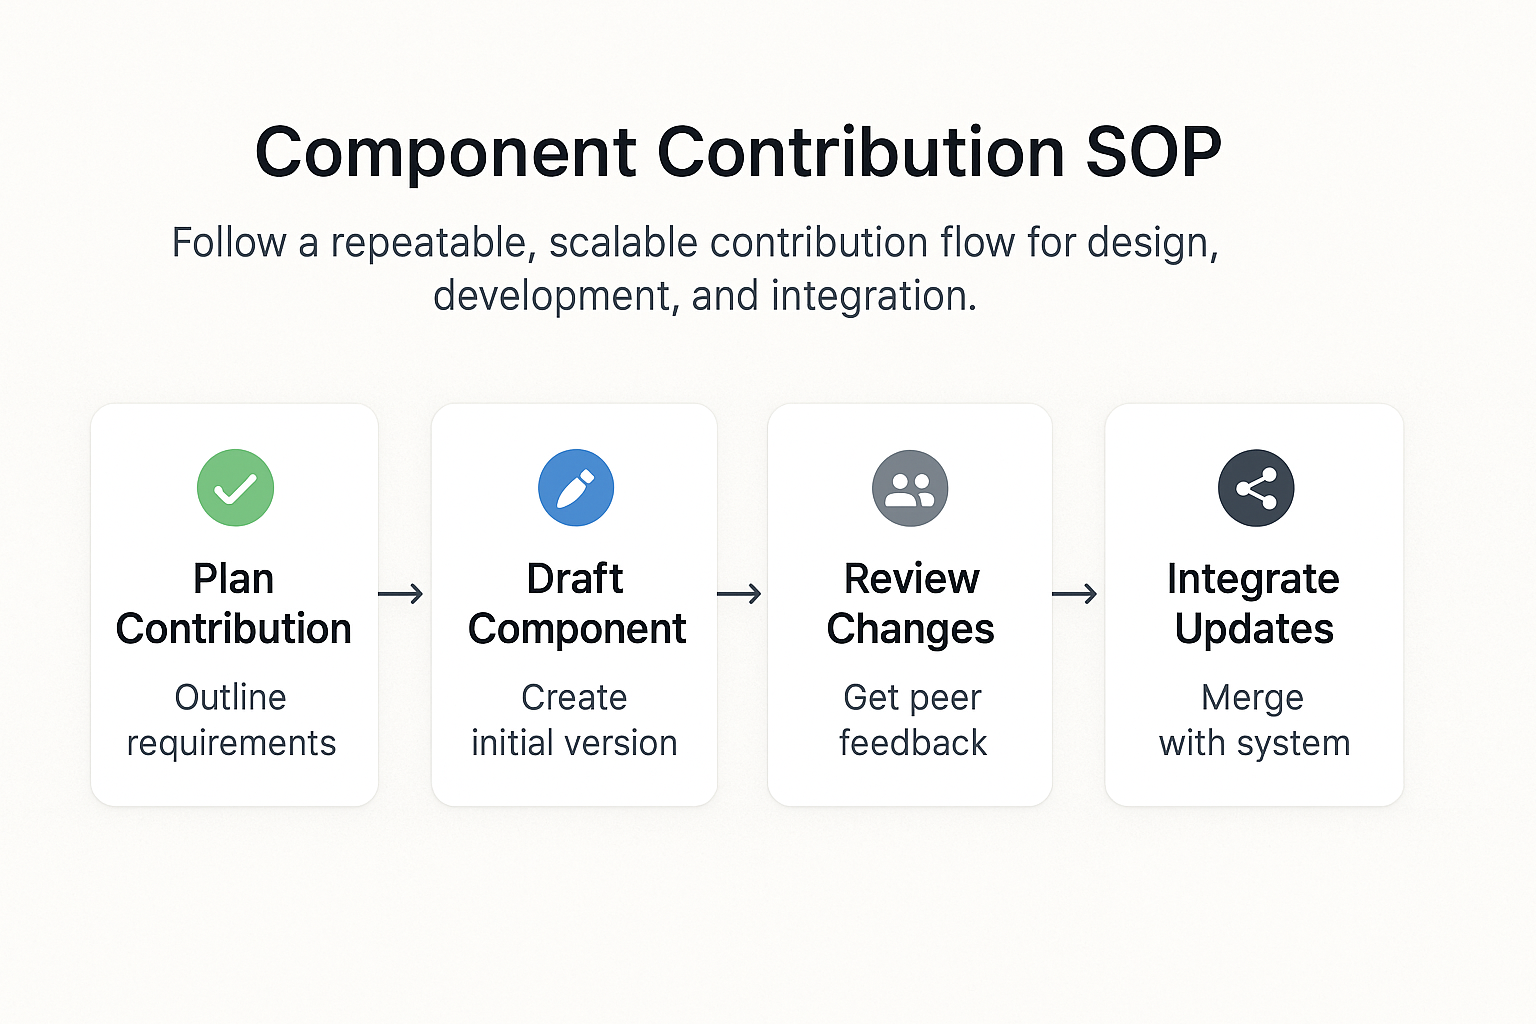 Component Contribution SOP
Follow a repeatable, scalable contribution flow for design,
development, and integration.
Plan
Contribution
Outline
requirements
Draft
Component
Create
initial version
Review
Changes
Get peer
feedback
Integrate
Updates
Merge
with system